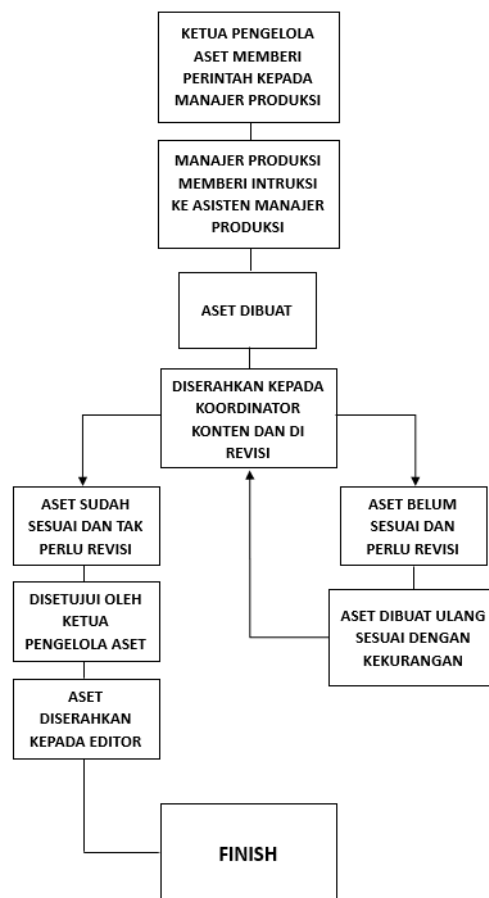 KETUA PENGELOLA
ASET MEMBERI
PERINTAH KEPADA
MANAJER PRODUKSI
MANAJER PRODUKSI
MEMBERI INTRUKSI
KE ASISTEN MANAJER
PRODUKSI
ASET DIBUAT
DISERAHKAN KEPADA
KOORDINATOR
KONTEN DAN DI
REVISI
ASET SUDAH
SESUAI DAN TAK
PERLU REVISI
ASET BELUM
SESUAI DAN
PERLU REVISI
DISETUJUI OLEH
KETUA
PENGELOLA ASET
ASET DIBUAT ULANG
SESUAI DENGAN
KEKURANGAN
ASET
DISERAHKAN
KEPADA EDITOR
FINISH